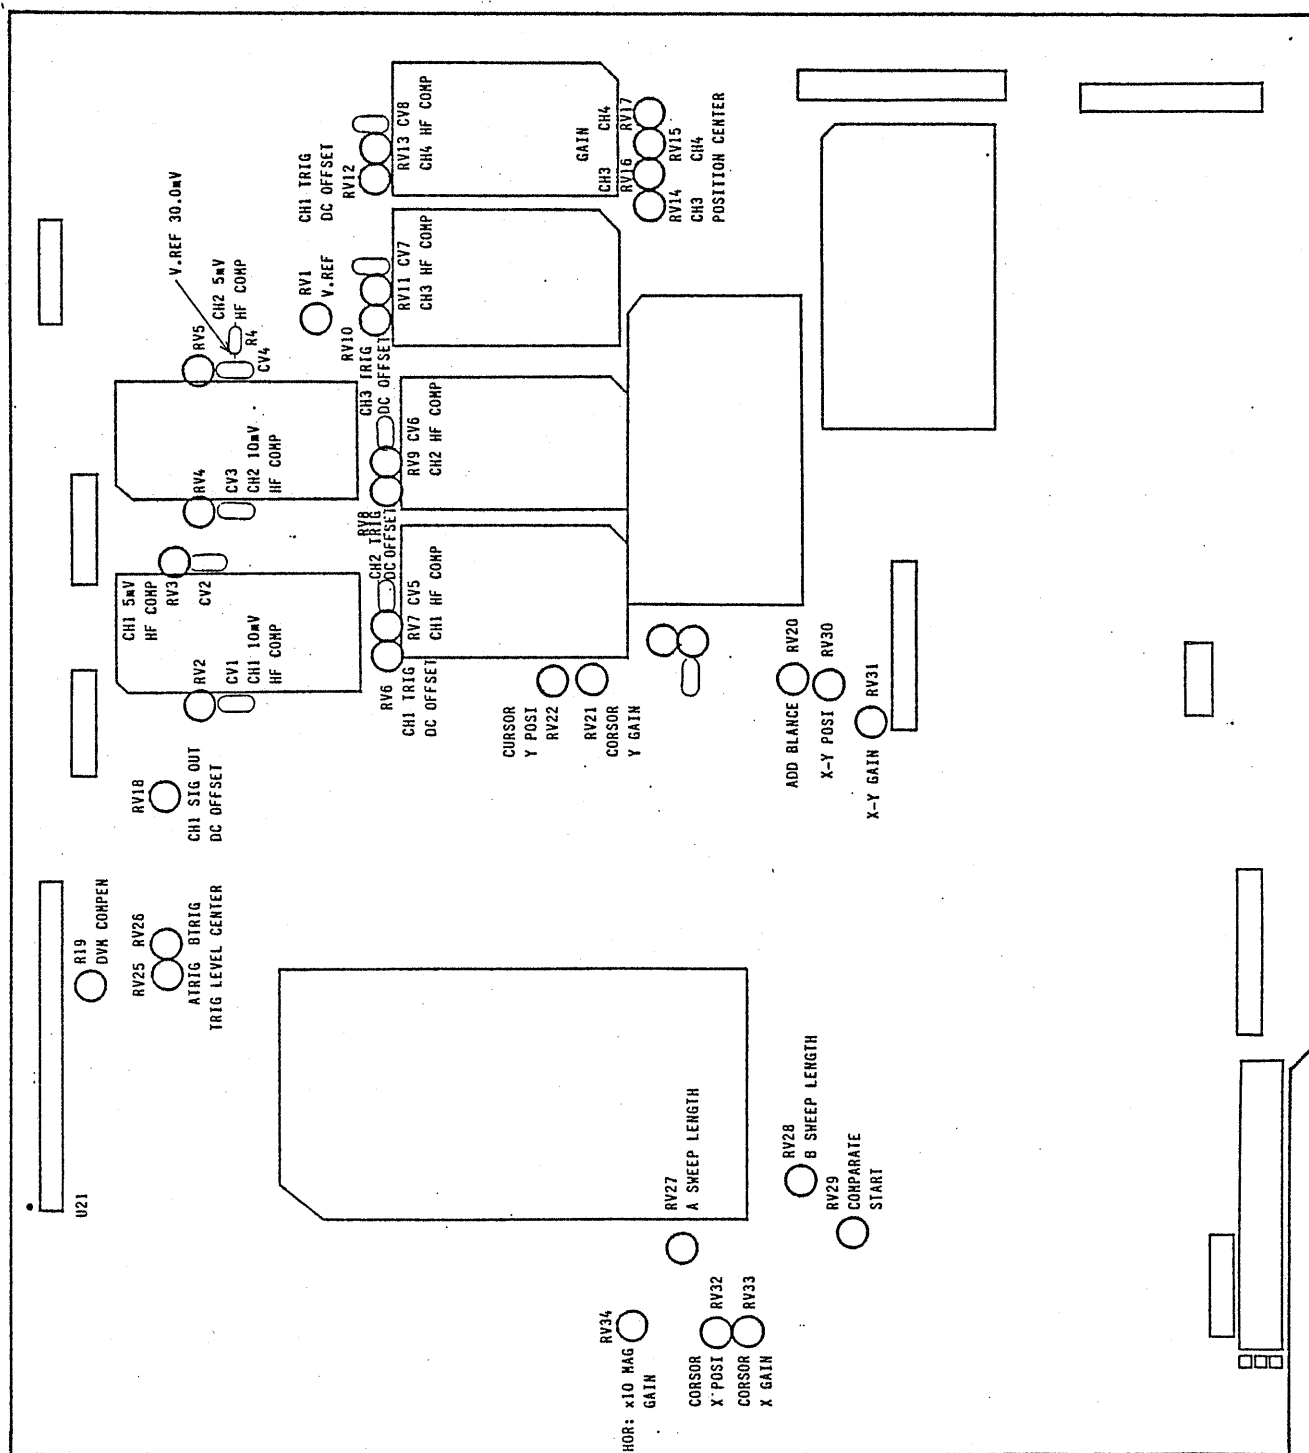 V.REF 30.0mV
RV5
CH2 5mV
HF COMP
R4
CV4
RV4
CV3
CH2 10mV
HF COMP
CH1 5mV
HF COMP
RV3
CV2
RV2
CV1
CH1 10mV
HF COMP
RV18
CH1 SIG OUT
DC OFFSET
R19
DVM COMPEN
RV25 RV26
ATRIG BTRIG
TRIG LEVEL CENTER
U21
CH1 TRIG
DC OFFSET
RV12
RV13 CV8
CH4 HF COMP
RV1
V.REF
RV10
RV11 CV7
CH3 HF COMP
CH3 TRIG
DC OFFSET
RV9 CV6
CH2 HF COMP
RV8
CH2 TRIG
DC OFFSET
RV7 CV5
CH1 HF COMP
RV6
CH1 TRIG
DC OFFSET
GAIN
CH3 CH4
RV16 RV17
RV14 RV15
CH3 CH4
POSITION CENTER
CURSOR
Y POSI
RV22
RV21
CORSOR
Y GAIN
ADD BLANCE RV20
X-Y POSI RV30
X-Y GAIN RV31
RV27
A SWEEP LENGTH
RV28
B SWEEP LENGTH
RV29
COMPARATE
START
RV34
HOR: x10 MAG
GAIN
CORSOR
X POSI
RV32
CORSOR
X GAIN
RV33